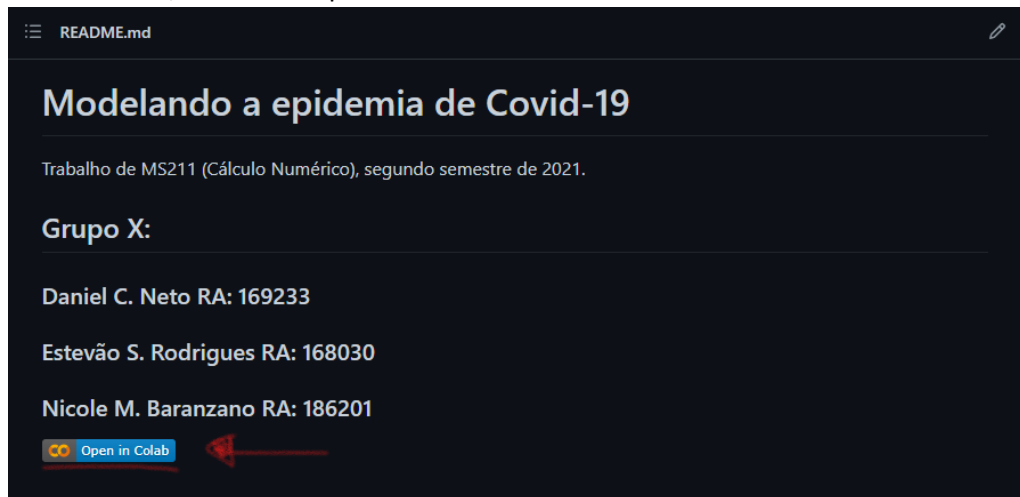 README.md
Modelando a epidemia de Covid-19
Trabalho de MS211 (Cálculo Numérico), segundo semestre de 2021.
Grupo X:
Daniel C. Neto RA: 169233
Estevão S. Rodrigues RA: 168030
Nicole M. Baranzano RA: 186201
Open in Colab